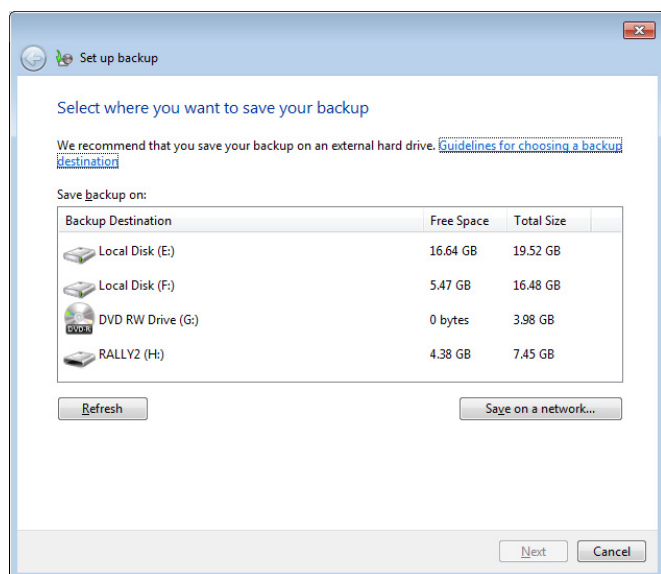 Set up backup
Select where you want to save your backup
We recommend that you save your backup on an external hard drive. Guidelines for choosing a backup
destination
Save backup on:
Backup Destination Free Space Total Size
Local Disk (E:) 16.64 GB 19.52 GB
Local Disk (F:) 5.47 GB 16.48 GB
DVD-R DVD RW Drive (G:) 0 bytes 3.98 GB
RALLY2 (H:) 4.38 GB 7.45 GB
Refresh Save on a network...
Next Cancel